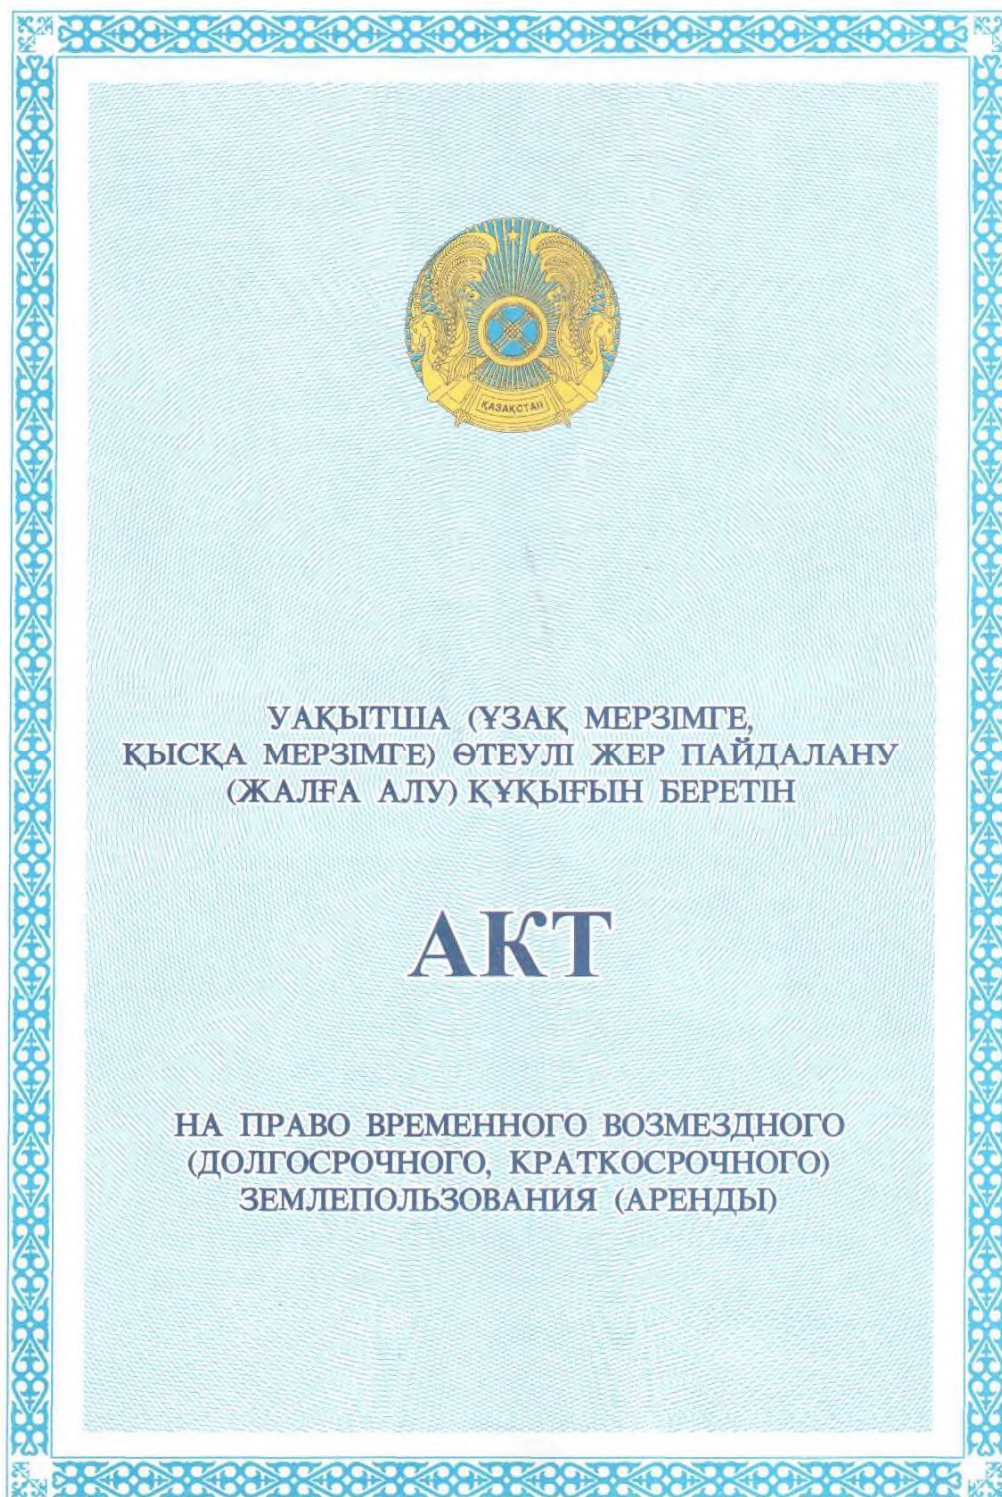 ҚАЗАҚСТАН
УАҚЫТША (ҰЗАҚ МЕРЗІМГЕ,
ҚЫСҚА МЕРЗІМГЕ) ӨТЕУЛІ ЖЕР ПАЙДАЛАНУ
(ЖАЛҒА АЛУ) ҚҰҚЫҒЫН БЕРЕТІН
АКТ
НА ПРАВО ВРЕМЕННОГО ВОЗМЕЗДНОГО
(ДОЛГОСРОЧНОГО, КРАТКОСРОЧНОГО)
ЗЕМЛЕПОЛЬЗОВАНИЯ (АРЕНДЫ)